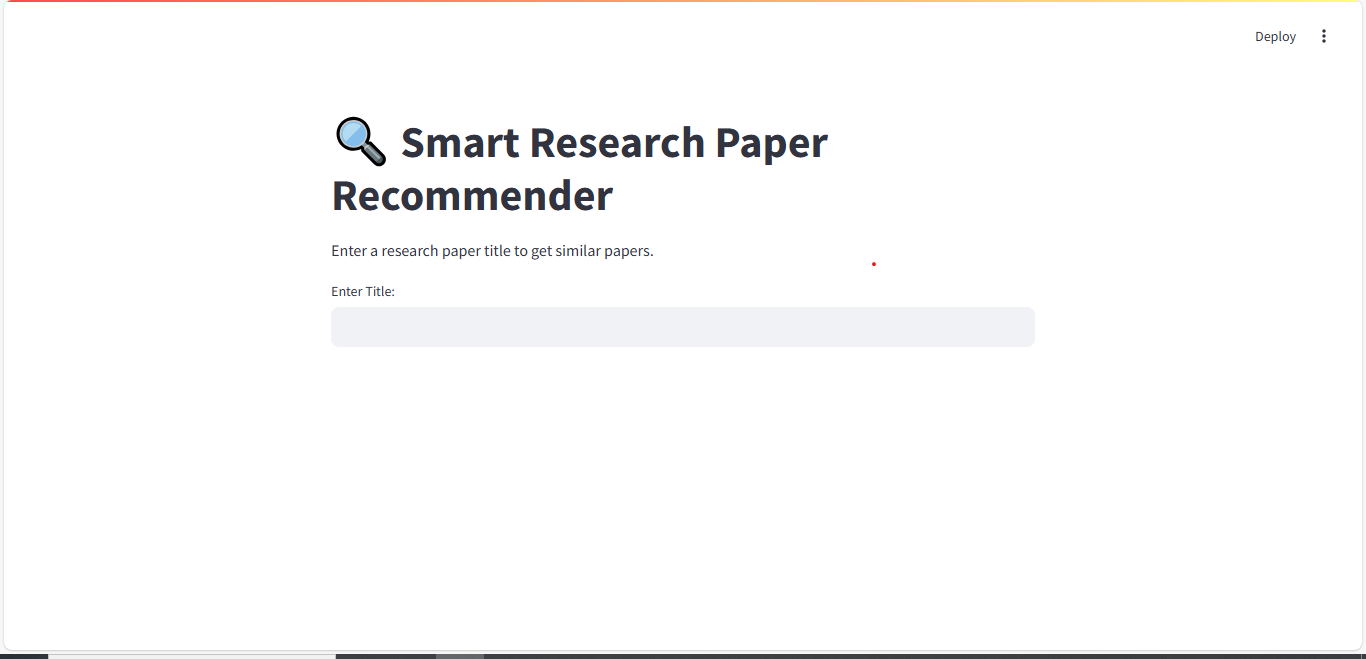 Deploy
🔍 Smart Research Paper
Recommender
Enter a research paper title to get similar papers.
Enter Title: